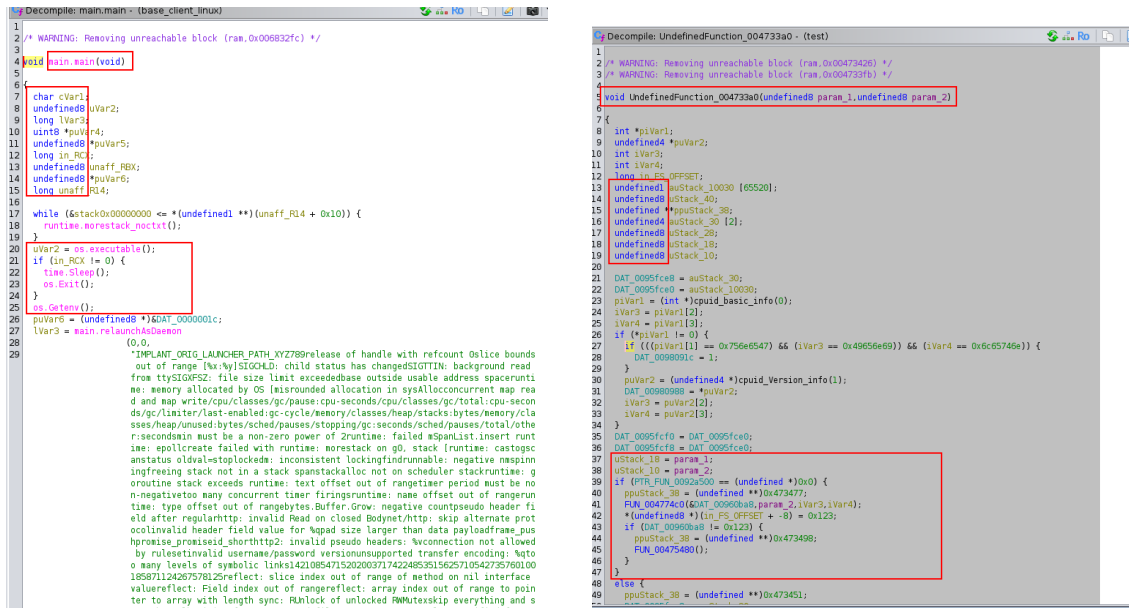 Decompile: main.main - (base_client_linux)
Ro
1
2 /* WARNING: Removing unreachable block (ram,0x006832fc) */
3
4 void main.main(void)
5
6 {
7 char cVar1;
8 undefined8 uVar2;
9 long lVar3;
10 uint8 *puVar4;
11 undefined8 *puVar5;
12 long in_RCX;
13 undefined8 unaff_RBX;
14 undefined8 *puVar6;
15 long unaff_R14;
16
17 while (&stack0x00000000 <= *(undefined1 **)(unaff_R14 + 0x10)) {
18 runtime.morestack_noctxt();
19 }
20 uVar2 = os.executable();
21 if (in_RCX != 0) {
22 time.Sleep();
23 os.Exit();
24 }
25 os.Getenv();
26 puVar6 = (undefined8 *)&DAT_0000001c;
27 lVar3 = main.relaunchAsDaemon
28 (0,0,
29 "IMPLANT_ORIG_LAUNCHER_PATH_XYZ789release of handle with refcount 0slice bounds
out of range [%x:%y]SIGCHLD: child status has changedSIGTTIN: background read
from ttySIGXFSZ: file size limit exceededbase outside usable address spacerunti
me: memory allocated by OS [misrounded allocation in sysAllocconcurrent map rea
d and map write/cpu/classes/gc/pause:cpu-seconds/cpu/classes/gc/total:cpu-secon
ds/gc/limiter/last-enabled:gc-cycle/memory/classes/heap/stacks:bytes/memory/cla
sses/heap/unused:bytes/sched/pauses/stopping/gc:seconds/sched/pauses/total/othe
r:secondsmin must be a non-zero power of 2runtime: failed mSpanList.insert runt
ime: epollcreate failed with runtime: morestack on g0, stack [runtime: castogsc
anstatus oldval=stoplockedm: inconsistent lockingfindrunnable: negative nmspinn
ingfreeing stack not in a stack spanstackalloc not on scheduler stackruntime: g
oroutine stack exceeds runtime: text offset out of rangetimer period must be no
n-negativetoo many concurrent timer firingsruntime: name offset out of rangerun
time: type offset out of rangebytes.Buffer.Grow: negative countpseudo header fi
eld after regularhttp: invalid Read on closed Bodynet/http: skip alternate prot
ocolinvalid header field value for %qpad size larger than data payloadframe_pus
hpromise_promiseid_shorthttp2: invalid pseudo headers: %vconnection not allowed
by rulesetinvalid username/password versionunsupported transfer encoding: %qto
o many levels of symbolic links142108547152020037174224853515625710542735760100
18587112426757812​5reflect: slice index out of range of method on nil interface
valuereflect: Field index out of rangereflect: array index out of range to poin
ter to array with length sync: RUnlock of unlocked RWMutexskip everything and s
Decompile: UndefinedFunction_004733a0 - (test)
Ro
1
2 /* WARNING: Removing unreachable block (ram,0x00473426) */
3 /* WARNING: Removing unreachable block (ram,0x004733fb) */
4
5 void UndefinedFunction_004733a0(undefined8 param_1,undefined8 param_2)
6
7 {
8 int *piVar1;
9 undefined4 *puVar2;
10 int iVar3;
11 int iVar4;
12 long in_FS_OFFSET;
13 undefined1 auStack_10030 [65520];
14 undefined8 uStack_40;
15 undefined **ppuStack_38;
16 undefined4 auStack_30 [2];
17 undefined8 uStack_28;
18 undefined8 uStack_18;
19 undefined8 uStack_10;
20
21 DAT_0095fce8 = auStack_30;
22 DAT_0095fce0 = auStack_10030;
23 piVar1 = (int *)cpuid_basic_info(0);
24 iVar3 = piVar1[2];
25 iVar4 = piVar1[3];
26 if (*piVar1 != 0) {
27 if (((piVar1[1] == 0x756e6547) && (iVar3 == 0x49656e69)) && (iVar4 == 0x6c65746e)) {
28 DAT_0098091c = 1;
29 }
30 puVar2 = (undefined4 *)cpuid_Version_info(1);
31 DAT_00980988 = *puVar2;
32 iVar3 = puVar2[2];
33 iVar4 = puVar2[3];
34 }
35 DAT_0095fcf0 = DAT_0095fce0;
36 DAT_0095fcf8 = DAT_0095fce0;
37 uStack_18 = param_1;
38 uStack_10 = param_2;
39 if (PTR_FUN_0092a500 == (undefined *)0x0) {
40 ppuStack_38 = (undefined **)0x473477;
41 FUN_004774c0(&DAT_00960ba8,param_2,iVar3,iVar4);
42 *(undefined8 *)(in_FS_OFFSET + -8) = 0x123;
43 if (DAT_00960ba8 != 0x123) {
44 ppuStack_38 = (undefined **)0x473498;
45 FUN_00475480();
46 }
47 }
48 else {
49 ppuStack_38 = (undefined **)0x473451;